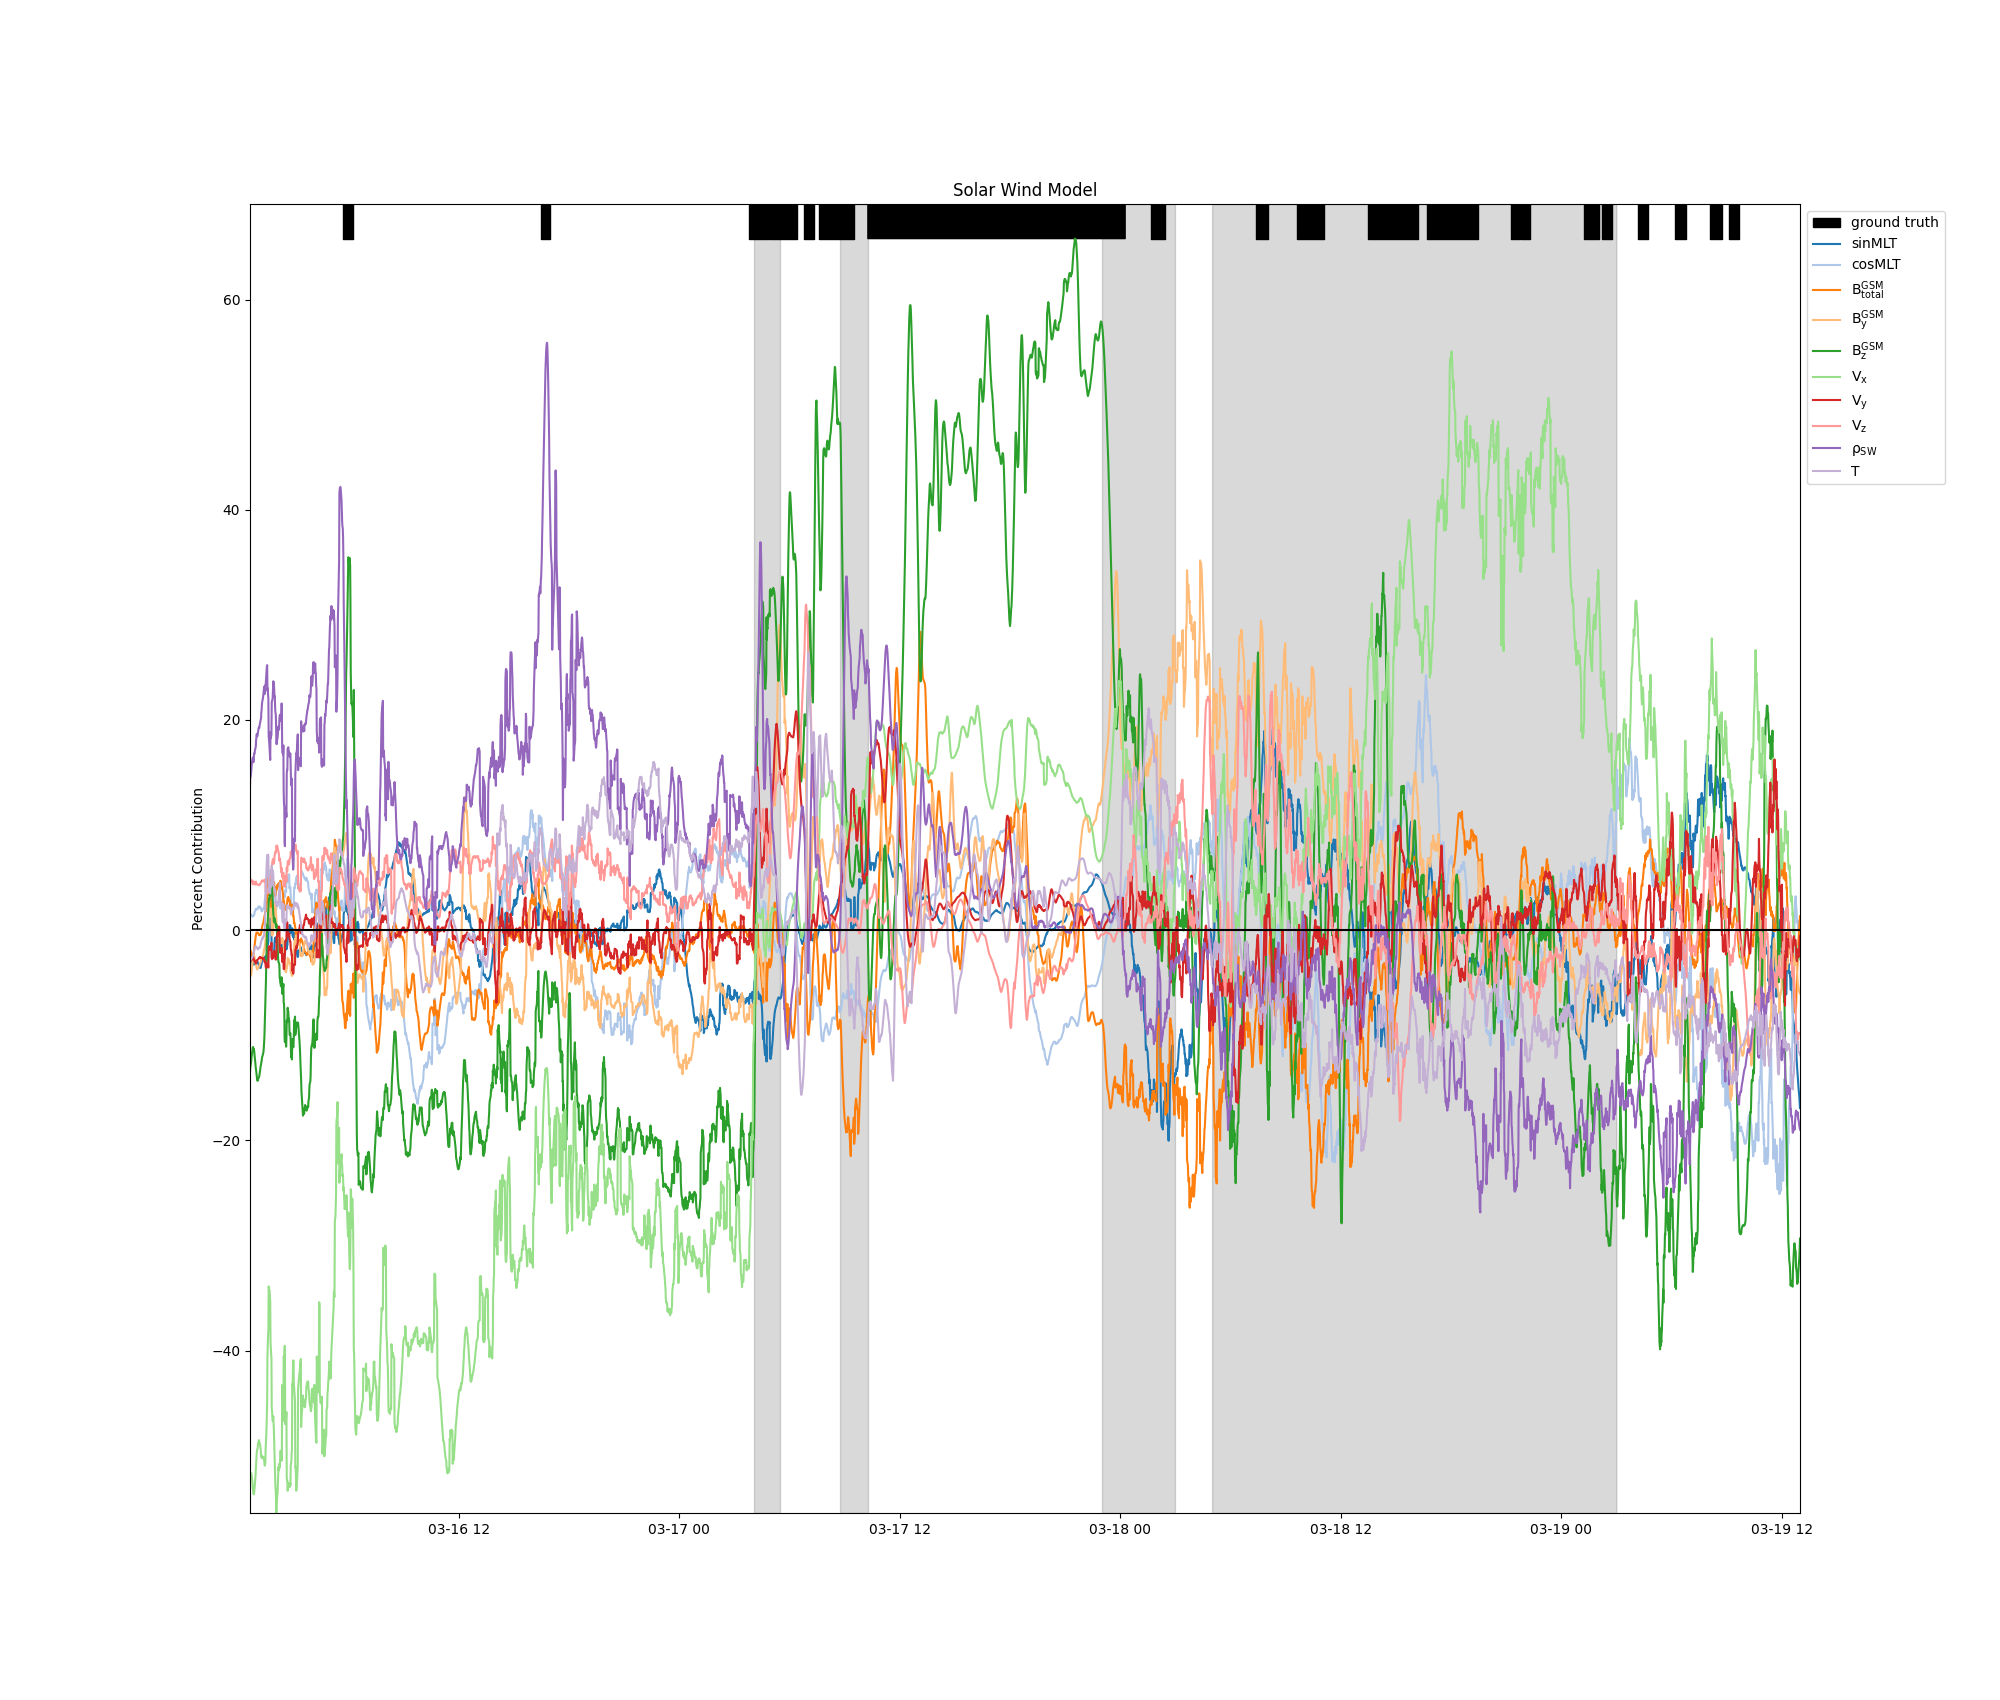 Solar Wind Model
Percent Contribution
60
40
20
0
−20
−40
03-16 12
03-17 00
03-17 12
03-18 00
03-18 12
03-19 00
03-19 12
ground truth
sinMLT
cosMLT
B_total^GSM
B_y^GSM
B_z^GSM
V_x
V_y
V_z
ρ_SW
T